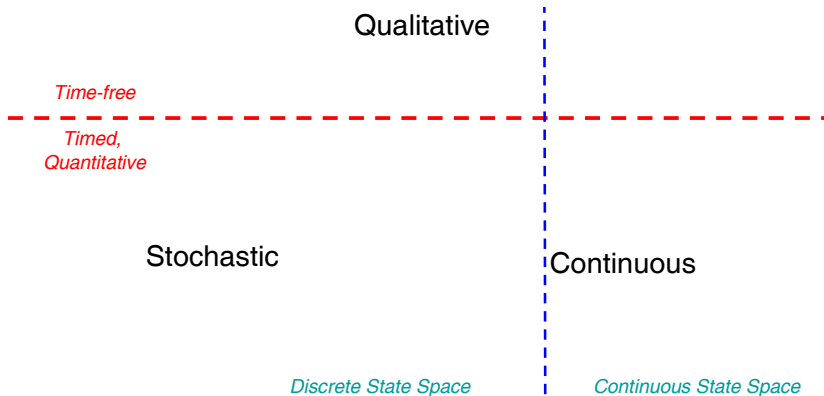 Qualitative
Time-free
Timed,
Quantitative
Stochastic
Continuous
Discrete State Space
Continuous State Space